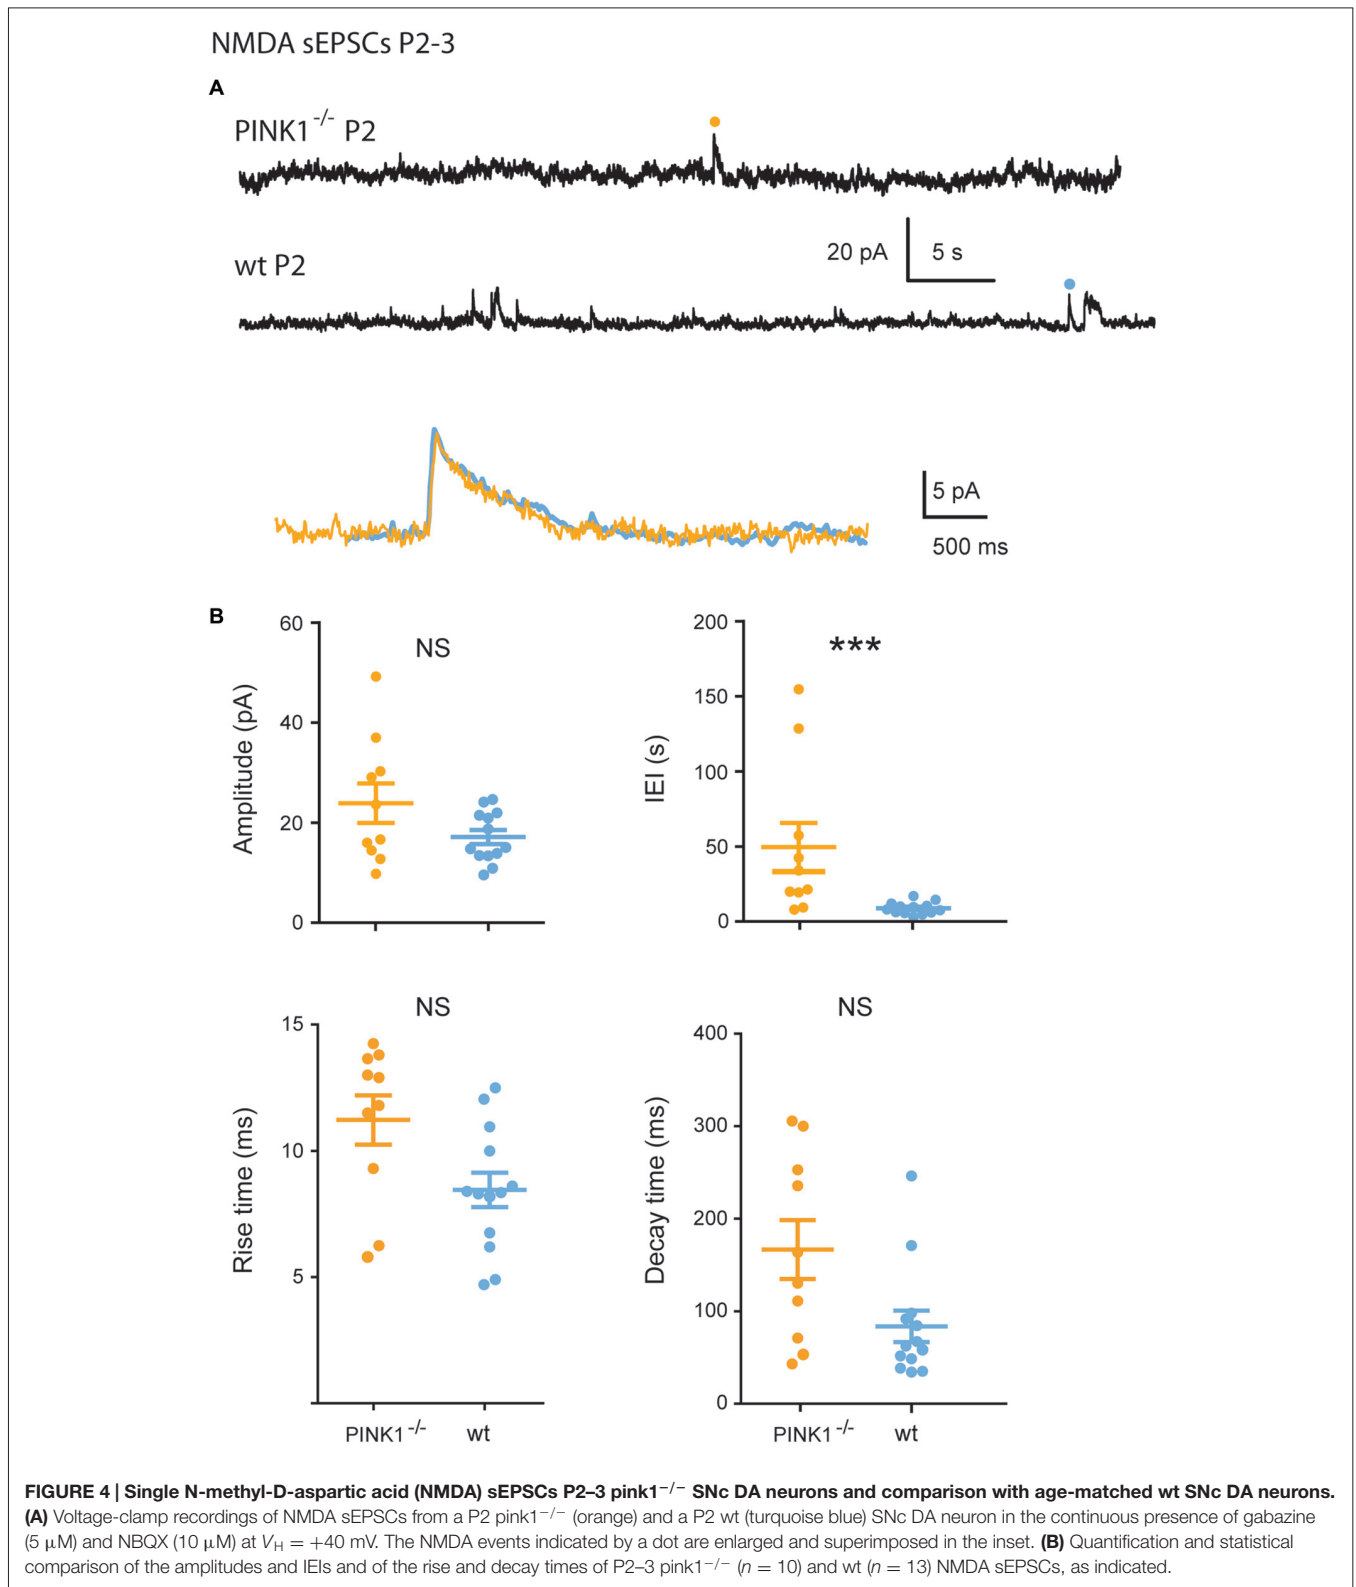 NMDA sEPSCs P2-3
A
PINK1-/- P2
20 pA
5 s
wt P2
5 pA
500 ms
B
60
40
20
0
Amplitude (pA)
NS
200
150
100
50
0
IEI (s)
***
15
10
5
Rise time (ms)
NS
PINK1-/-
wt
400
300
200
100
0
Decay time (ms)
NS
PINK1-/-
wt
FIGURE 4 | Single N-methyl-D-aspartic acid (NMDA) sEPSCs P2–3 pink1−/− SNc DA neurons and comparison with age-matched wt SNc DA neurons.
(A) Voltage-clamp recordings of NMDA sEPSCs from a P2 pink1−/− (orange) and a P2 wt (turquoise blue) SNc DA neuron in the continuous presence of gabazine
(5 μM) and NBQX (10 μM) at VH = +40 mV. The NMDA events indicated by a dot are enlarged and superimposed in the inset. (B) Quantification and statistical
comparison of the amplitudes and IEIs and of the rise and decay times of P2–3 pink1−/− (n = 10) and wt (n = 13) NMDA sEPSCs, as indicated.